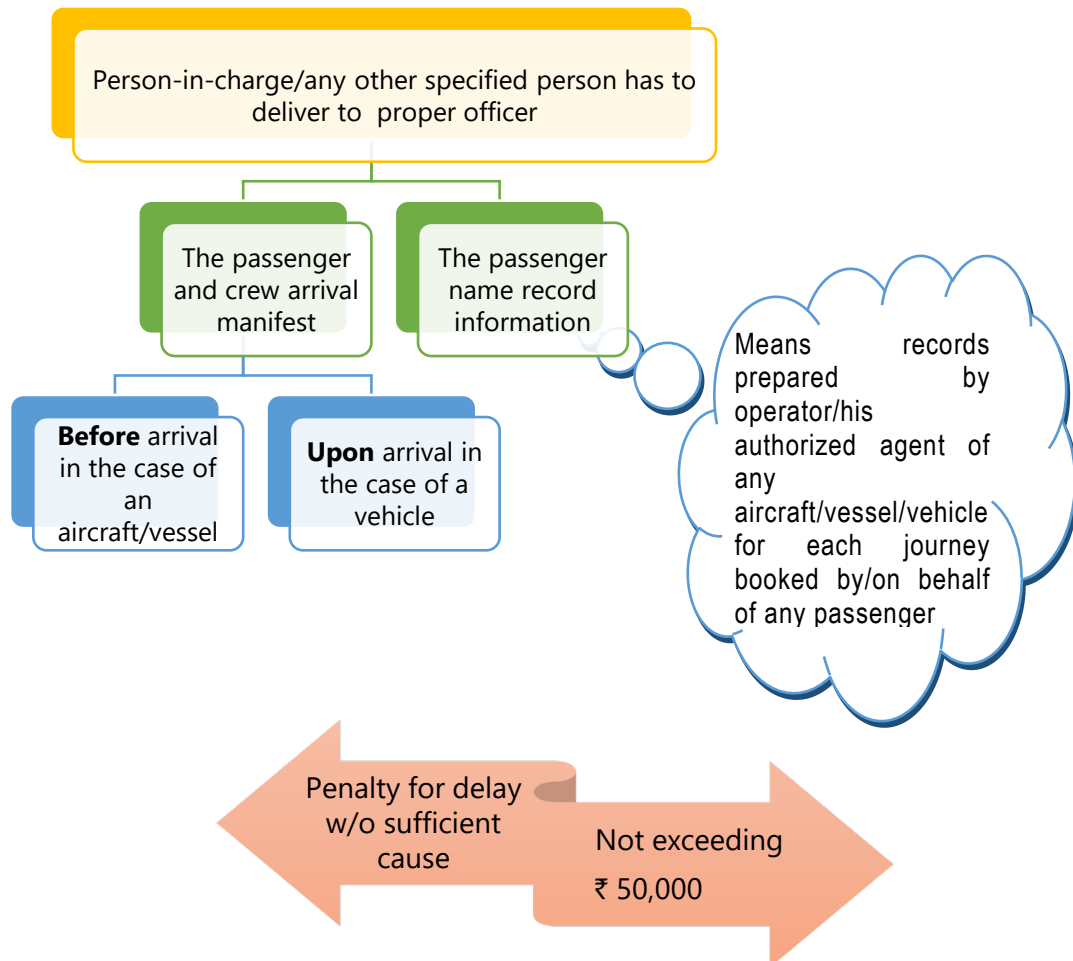 Person-in-charge/any other specified person has to
deliver to proper officer
The passenger
and crew arrival
manifest
The passenger
name record
information
Before arrival
in the case of
an
aircraft/vessel
Upon arrival in
the case of a
vehicle
Means records
prepared by
operator/his
authorized agent of
any
aircraft/vessel/vehicle
for each journey
booked by/on behalf
of any passenger
Penalty for delay
w/o sufficient
cause
Not exceeding
₹ 50,000